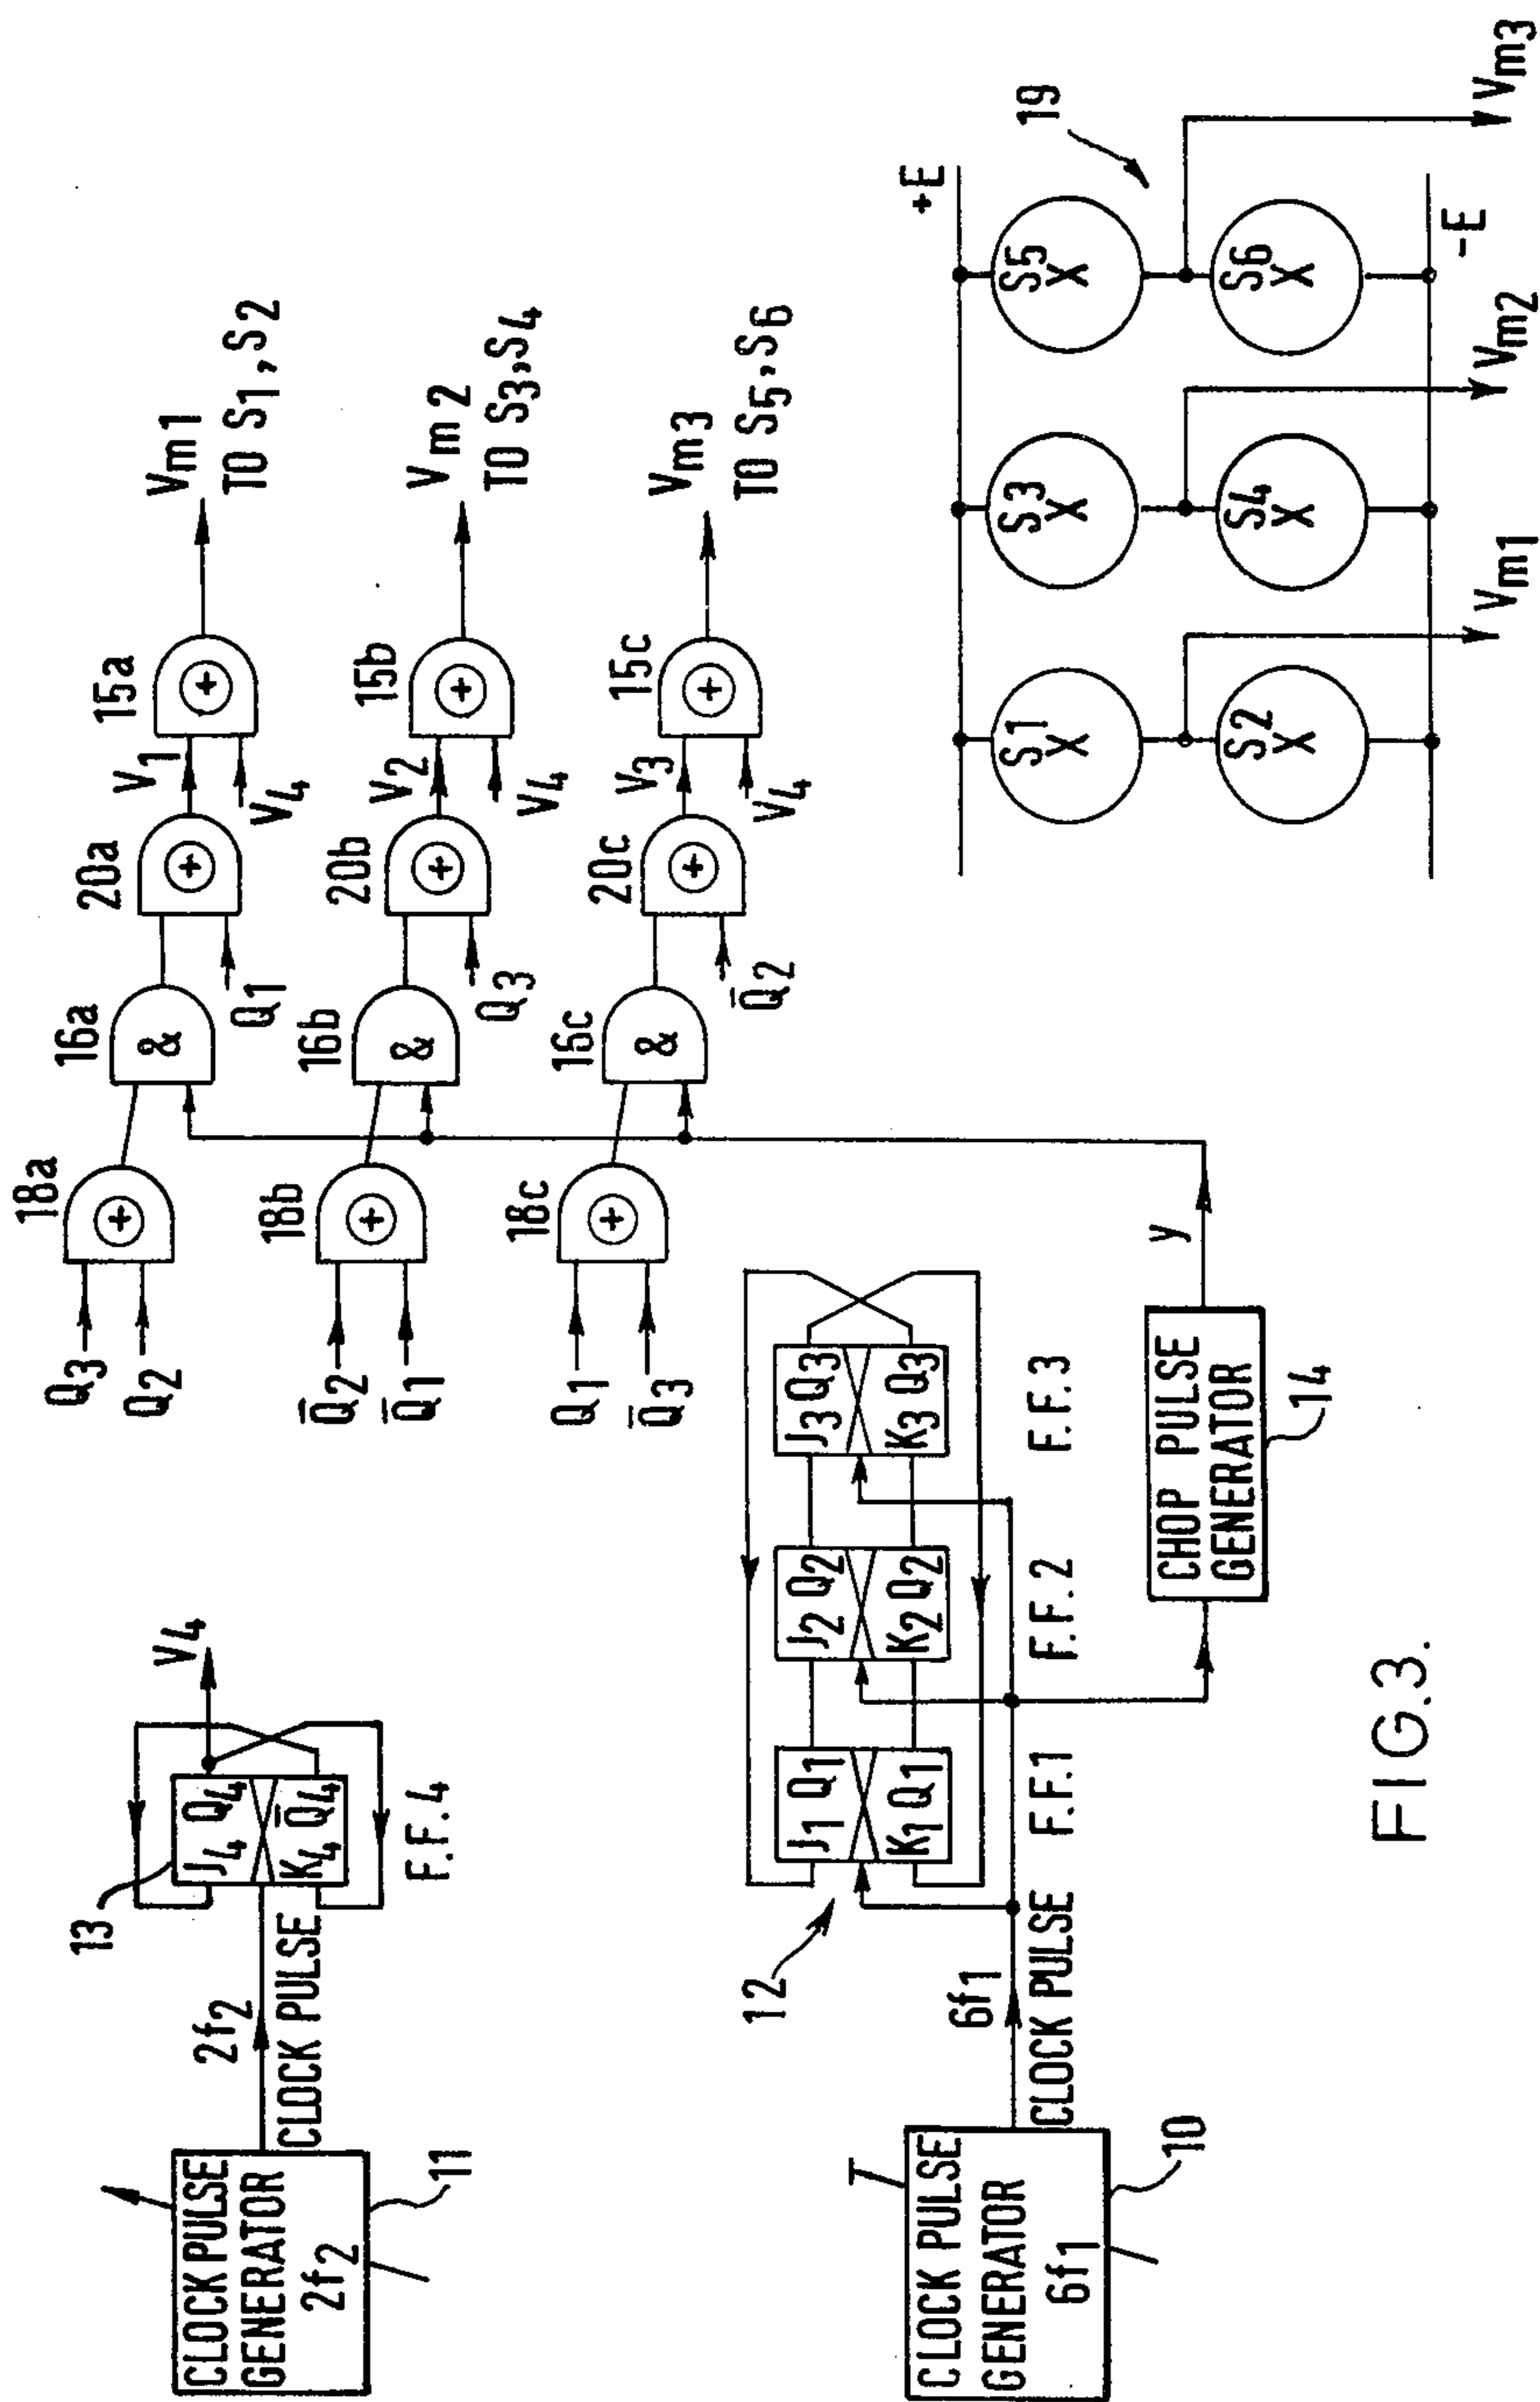 CLOCK PULSE
GENERATOR
2f2
11
2f2
CLOCK PULSE
13
J4 Q4
K4 Q̄4
F.F.4
V4
CLOCK PULSE
GENERATOR
6f1
10
6f1
CLOCK PULSE
12
J1 Q1
K1 Q1
F.F.1
J2 Q2
K2 Q2
F.F.2
J3 Q3
K3 Q3
F.F.3
CHOP PULSE
GENERATOR
14
y
Q3
Q2
18a
+
16a
&
Q1
20a
+
V1
V4
15a
+
Vm1
TO S1,S2
Q̄2
Q̄1
18b
+
16b
&
Q3
20b
+
V2
V4
15b
+
Vm2
TO S3,S4
Q1
Q̄3
18c
+
16c
&
Q̄2
20c
+
V3
V4
15c
+
Vm3
TO S5,S6
+E
19
S1
X
S3
X
S5
X
S2
X
S4
X
S6
X
-E
Vm1
Vm2
Vm3
FIG.3.